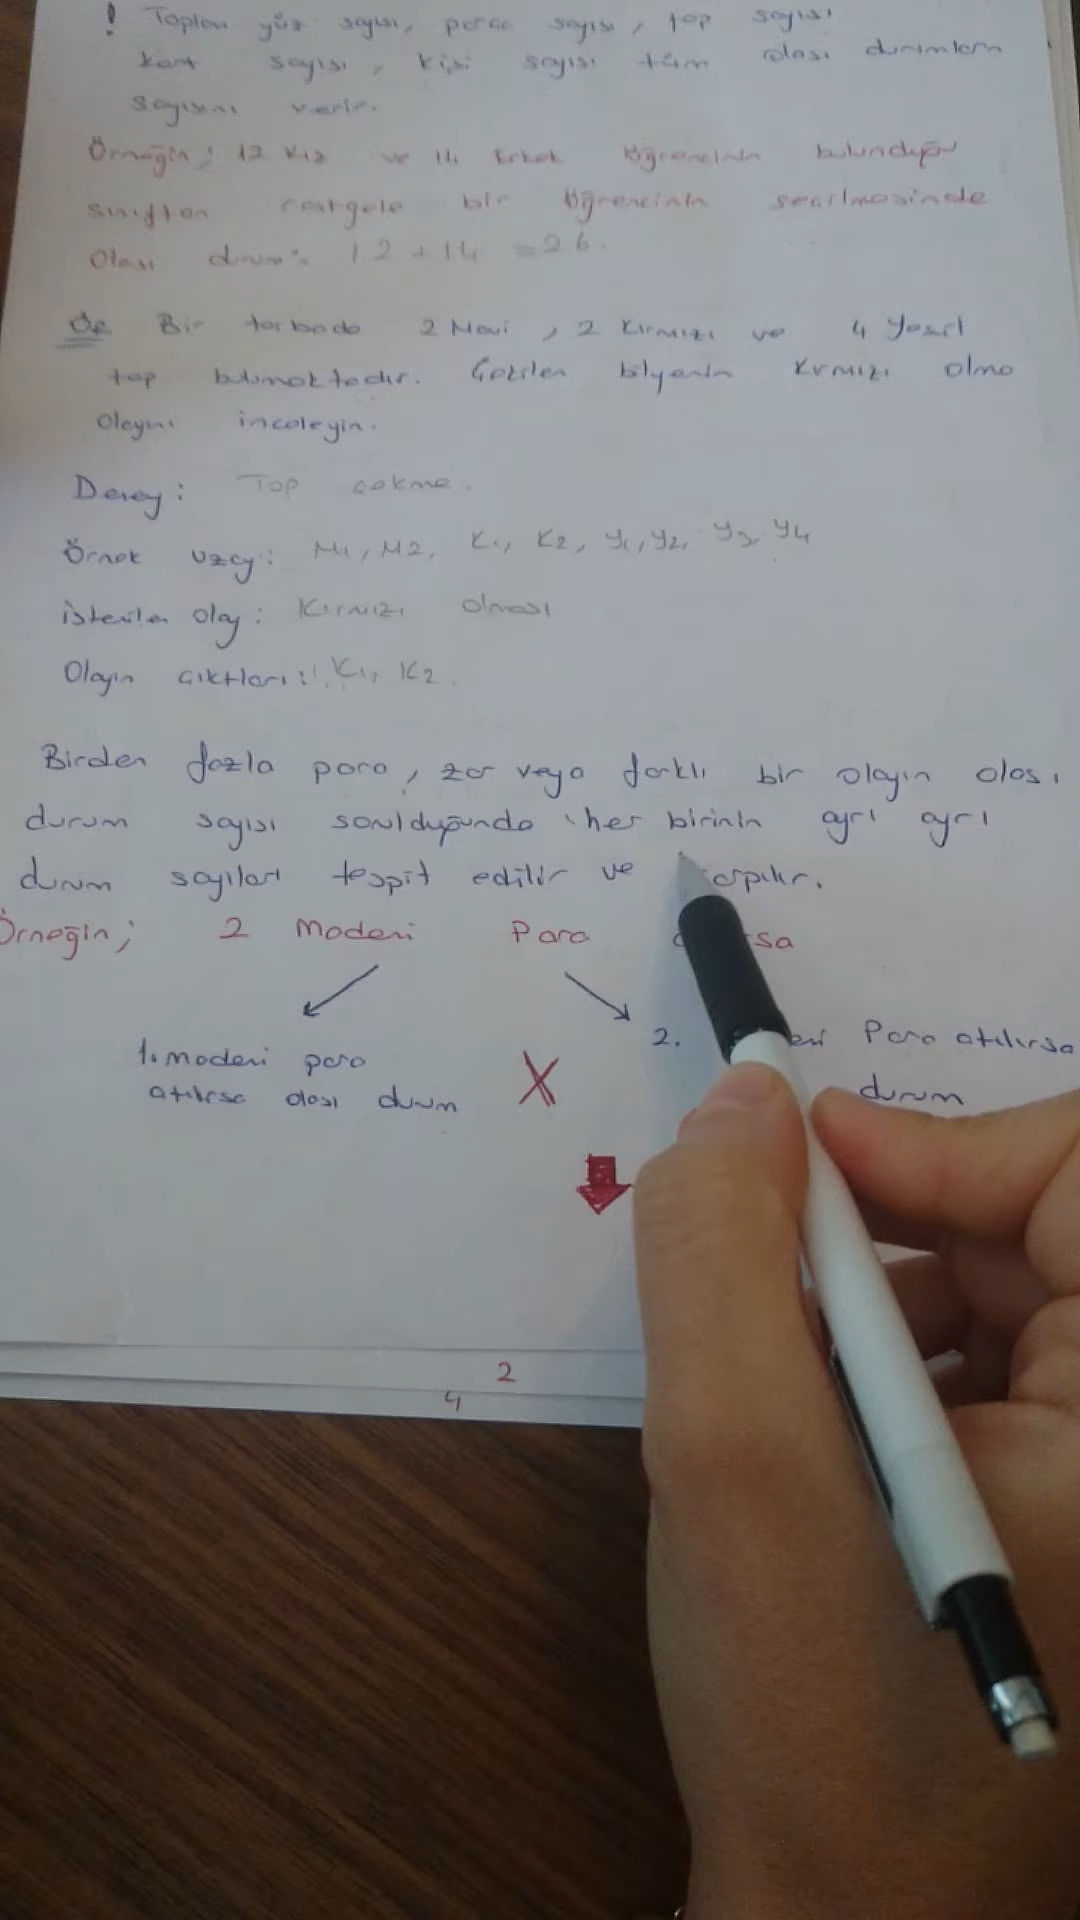 ! Toplam yüz sayısı, para sayısı, top sayısı
kart sayısı, kişi sayısı tüm olası durumların
sayısını verir.
Örneğin; 12 kız ve 14 Erkek öğrencinin bulunduğu
sınıftan rastgele bir öğrencinin seçilmesinde
Olası durum: 12 + 14 = 26.
Ör Bir torbada 2 Mavi, 2 Kırmızı ve 4 Yeşil
top bulunmaktadır. Çekilen bilyenin kırmızı olma
Olayını inceleyin.
Deney: Top çekme.
Örnek uzay: M1, M2, K1, K2, Y1, Y2, Y3, Y4
İstenilen olay: Kırmızı olması
Olayın çıktıları: K1, K2.
Birden fazla para, zar veya farklı bir olayın olası
durum sayısı sorulduğunda her birinin ayrı ayrı
durum sayıları tespit edilir ve
Örneğin; 2 Madeni Para
1. madeni para
atılırsa olası durum
X
2. Para atılırsa
durum
2
4